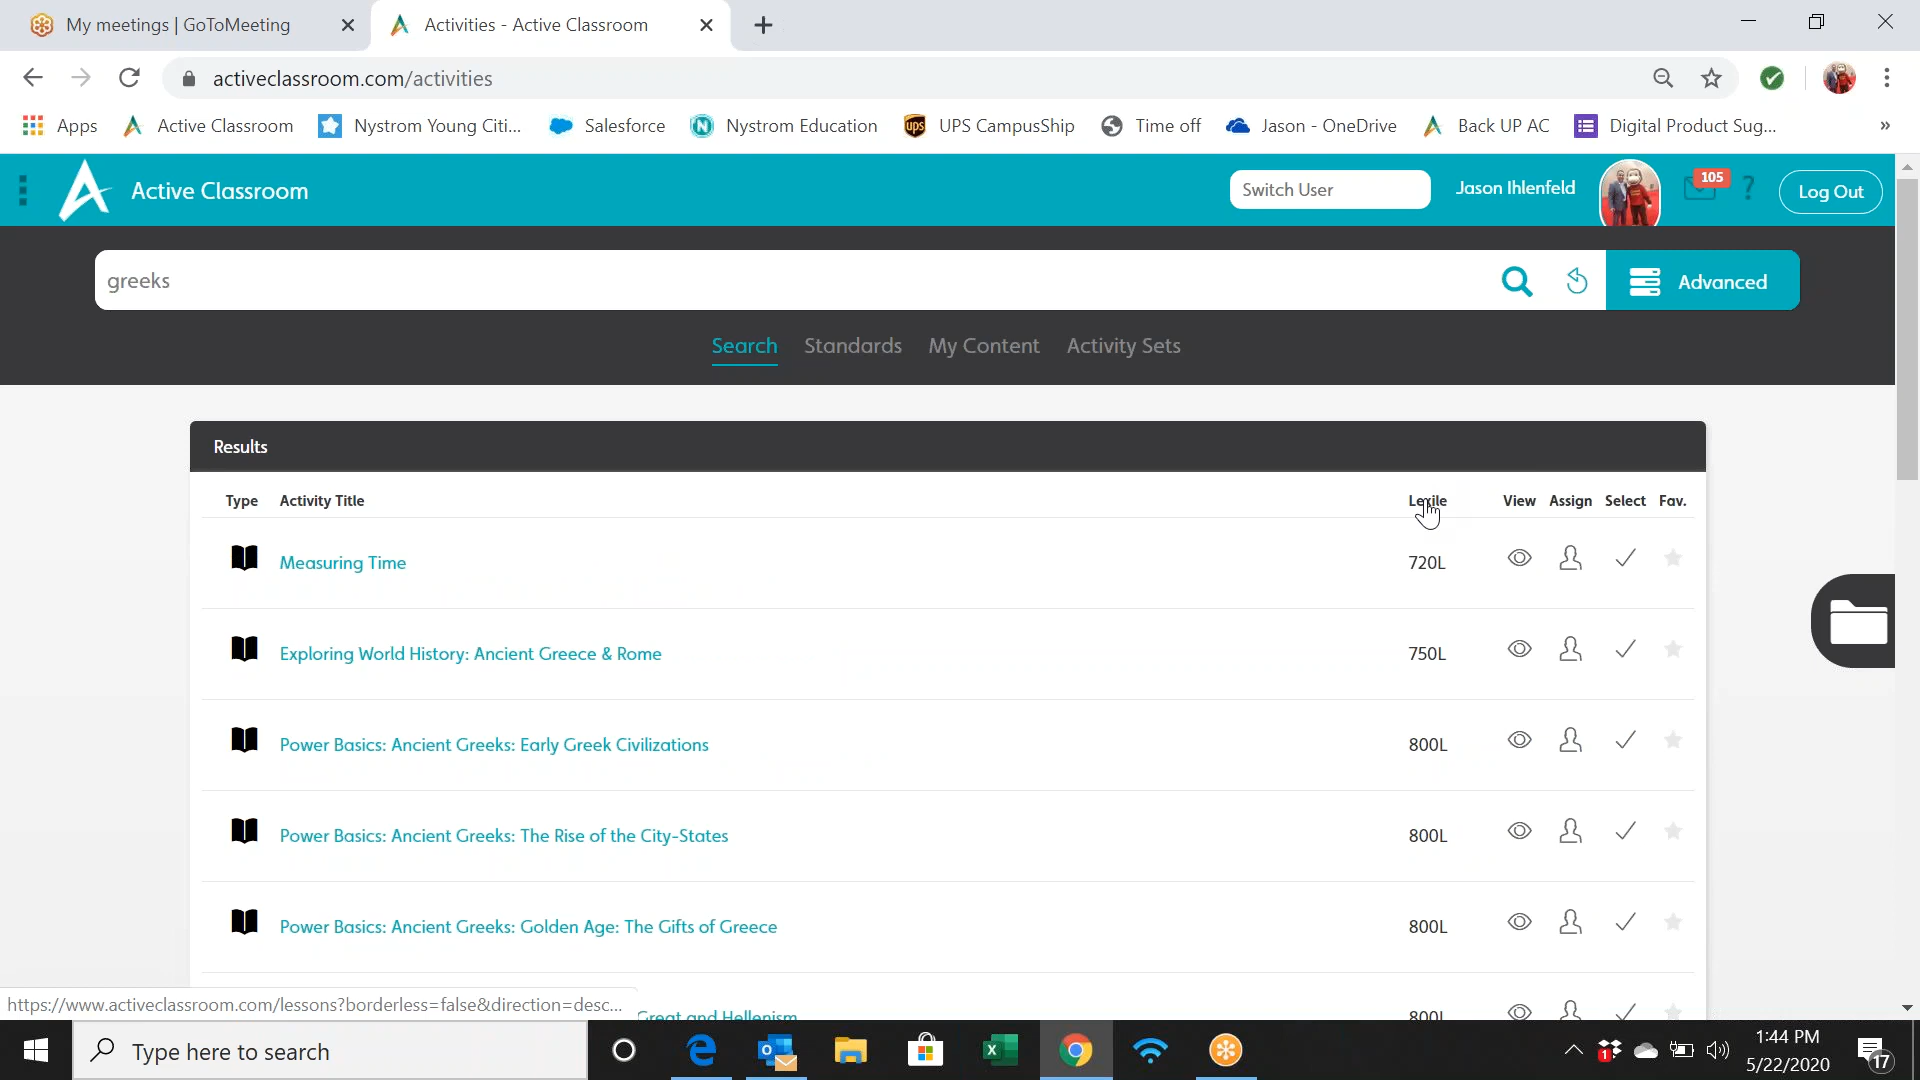 My meetings | GoToMeeting
Activities - Active Classroom
activeclassroom.com/activities
Apps
Active Classroom
Nystrom Young Citi...
Salesforce
Nystrom Education
ups
UPS CampusShip
Time off
Jason - OneDrive
Back UP AC
Digital Product Sug...
»
Active Classroom
Switch User
Jason Ihlenfeld
105
?
Log Out
greeks
Advanced
Search
Standards
My Content
Activity Sets
Results
Type
Activity Title
Lexile
View
Assign
Select
Fav.
Measuring Time
720L
Exploring World History: Ancient Greece & Rome
750L
Power Basics: Ancient Greeks: Early Greek Civilizations
800L
Power Basics: Ancient Greeks: The Rise of the City-States
800L
Power Basics: Ancient Greeks: Golden Age: The Gifts of Greece
800L
https://www.activeclassroom.com/lessons?borderless=false&direction=desc...
Great and Hellenism
800L
Type here to search
1
1:44 PM
5/22/2020
17